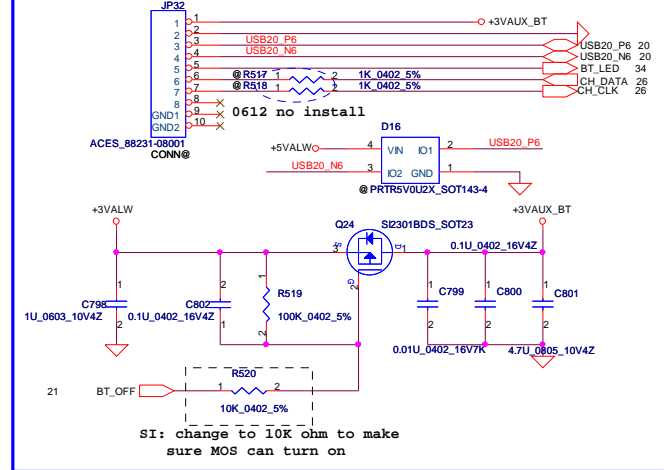 JP32
1 1 +3VAUX_BT
2 2
3 3 USB20_P6 USB20_P6 20
4 4 USB20_N6 USB20_N6 20
5 5 BT_LED 34
6 6 @ R517 1 2 1K_0402_5% CH_DATA 26
7 7 @ R518 1 2 1K_0402_5% CH_CLK 26
8 8
GND1 9
GND2 10
0612 no install
ACES_88231-08001
CONN@
D16
+5VALW 4 VIN IO1 2 USB20_P6
USB20_N6 3 IO2 GND 1
@ PRTR5V0U2X_SOT143-4
+3VALW
+3VAUX_BT
Q24 SI2301BDS_SOT23
3 S D 1
G 2
0.1U_0402_16V4Z
1 2 1 1 1 1
C798 C802 R519 C799 C800 C801
1U_0603_10V4Z 0.1U_0402_16V4Z 100K_0402_5%
2 1 2 2 2 2
0.01U_0402_16V7K 4.7U_0805_10V4Z
R520
21 BT_OFF 1 2
10K_0402_5%
SI: change to 10K ohm to make
sure MOS can turn on